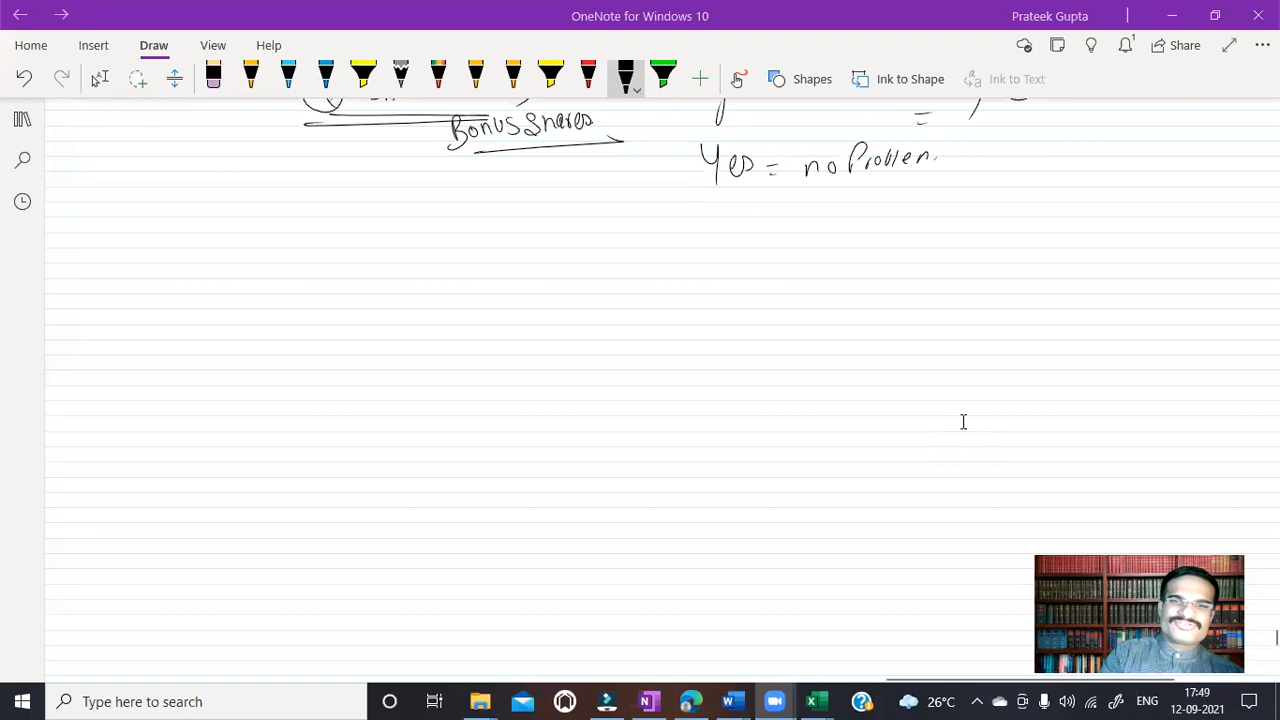 OneNote for Windows 10
Prateek Gupta
Home Insert Draw View Help
Share
Shapes
Ink to Shape
Ink to Text
Bonus Shares
=
Yes = no Problem
Type here to search
26°C
ENG
17:49
12-09-2021